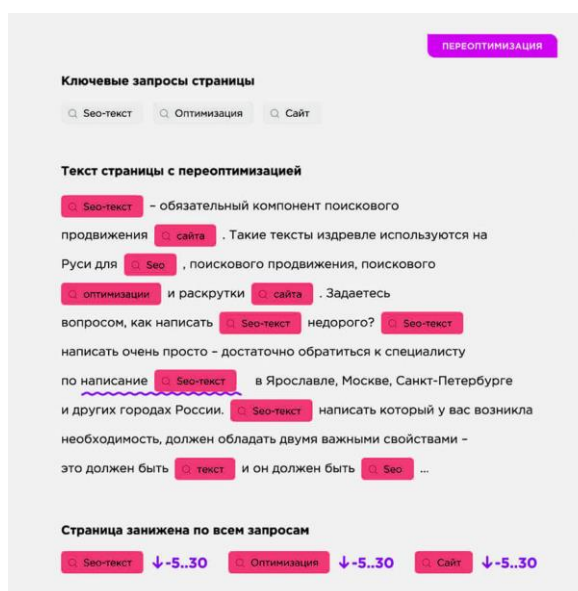 ПЕРЕОПТИМИЗАЦИЯ
Ключевые запросы страницы
Seo-текст Оптимизация Сайт
Текст страницы с переоптимизацией
Seo-текст – обязательный компонент поискового
продвижения сайта . Такие тексты издревле используются на
Руси для Seo , поискового продвижения, поискового
оптимизации и раскрутки сайта . Задаетесь
вопросом, как написать Seo-текст недорого? Seo-текст
написать очень просто – достаточно обратиться к специалисту
по написание Seo-текст в Ярославле, Москве, Санкт-Петербурге
и других городах России. Seo-текст написать который у вас возникла
необходимость, должен обладать двумя важными свойствами –
это должен быть текст и он должен быть Seo ...
Страница занижена по всем запросам
Seo-текст ↓-5..30 Оптимизация ↓-5..30 Сайт ↓-5..30